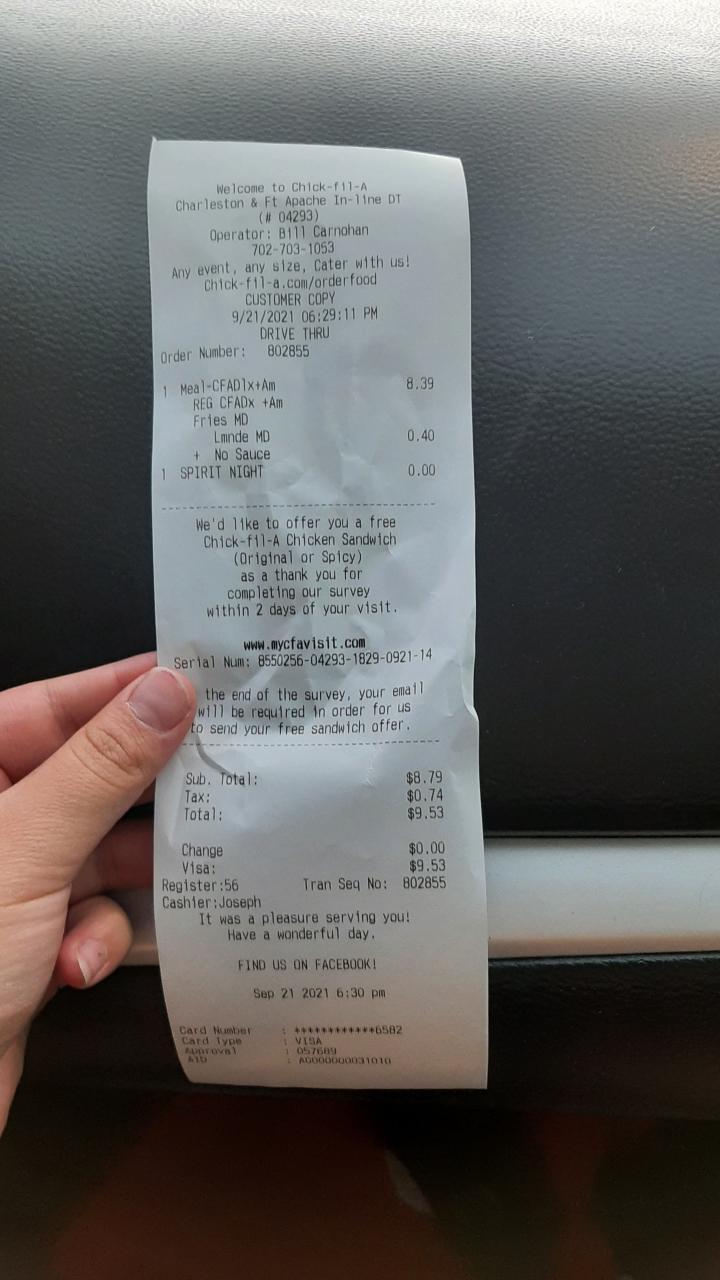 Welcome to Chick-fil-A
Charleston & Ft Apache In-line DT
(# 04293)
Operator: Bill Carnohan
702-703-1053
Any event, any size, Cater with us!
Chick-fil-a.com/orderfood
CUSTOMER COPY
9/21/2021 06:29:11 PM
DRIVE THRU
Order Number: 802855
1 Meal-CFADlx+Am 8.39
REG CFADx +Am
Fries MD
Lmnde MD 0.40
+ No Sauce
1 SPIRIT NIGHT 0.00
We'd like to offer you a free
Chick-fil-A Chicken Sandwich
(Original or Spicy)
as a thank you for
completing our survey
within 2 days of your visit.
www.mycfavisit.com
Serial Num: 8550256-04293-1829-0921-14
the end of the survey, your email
will be required in order for us
to send your free sandwich offer.
Sub. Total: $8.79
Tax: $0.74
Total: $9.53
Change $0.00
Visa: $9.53
Register:56 Tran Seq No: 802855
Cashier:Joseph
It was a pleasure serving you!
Have a wonderful day.
FIND US ON FACEBOOK!
Sep 21 2021 6:30 pm
Card Number : ************6582
Card Type : VISA
Approval : 057689
AID : A0000000031010